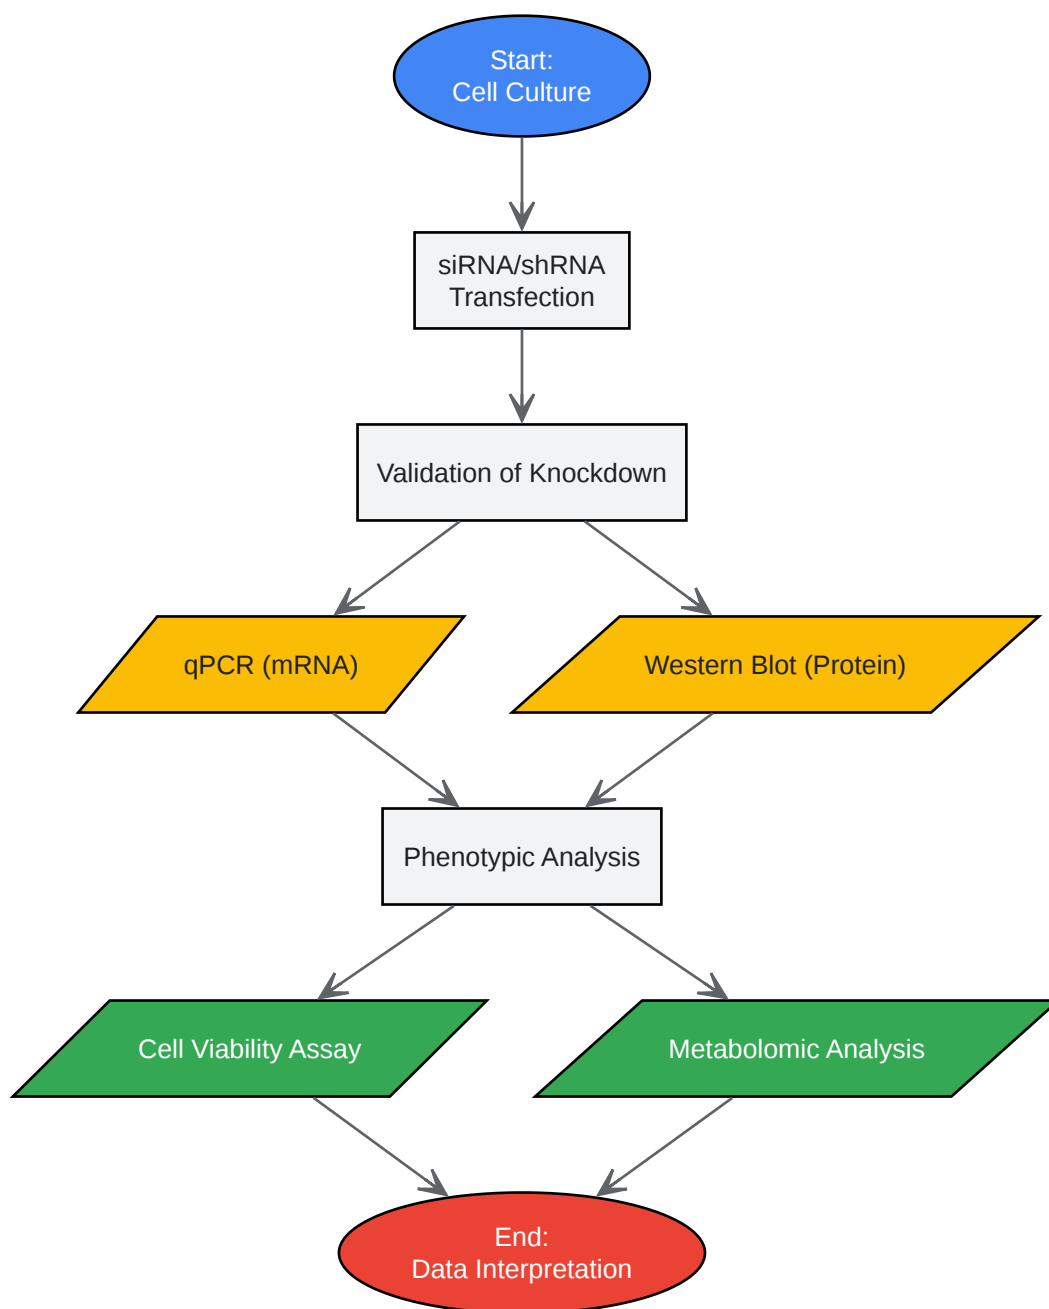 Start:
Cell Culture
siRNA/shRNA
Transfection
Validation of Knockdown
qPCR (mRNA)
Western Blot (Protein)
Phenotypic Analysis
Cell Viability Assay
Metabolomic Analysis
End:
Data Interpretation